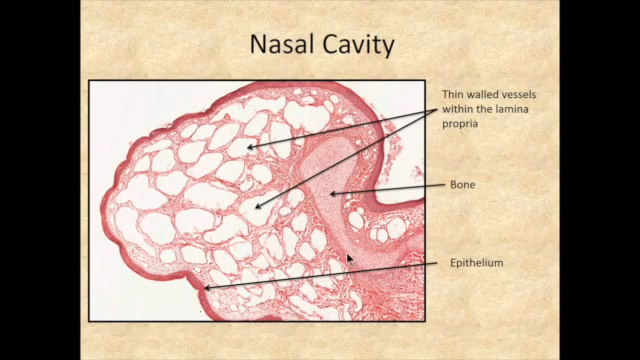 Nasal Cavity
Thin walled vessels
within the lamina
propria
Bone
Epithelium